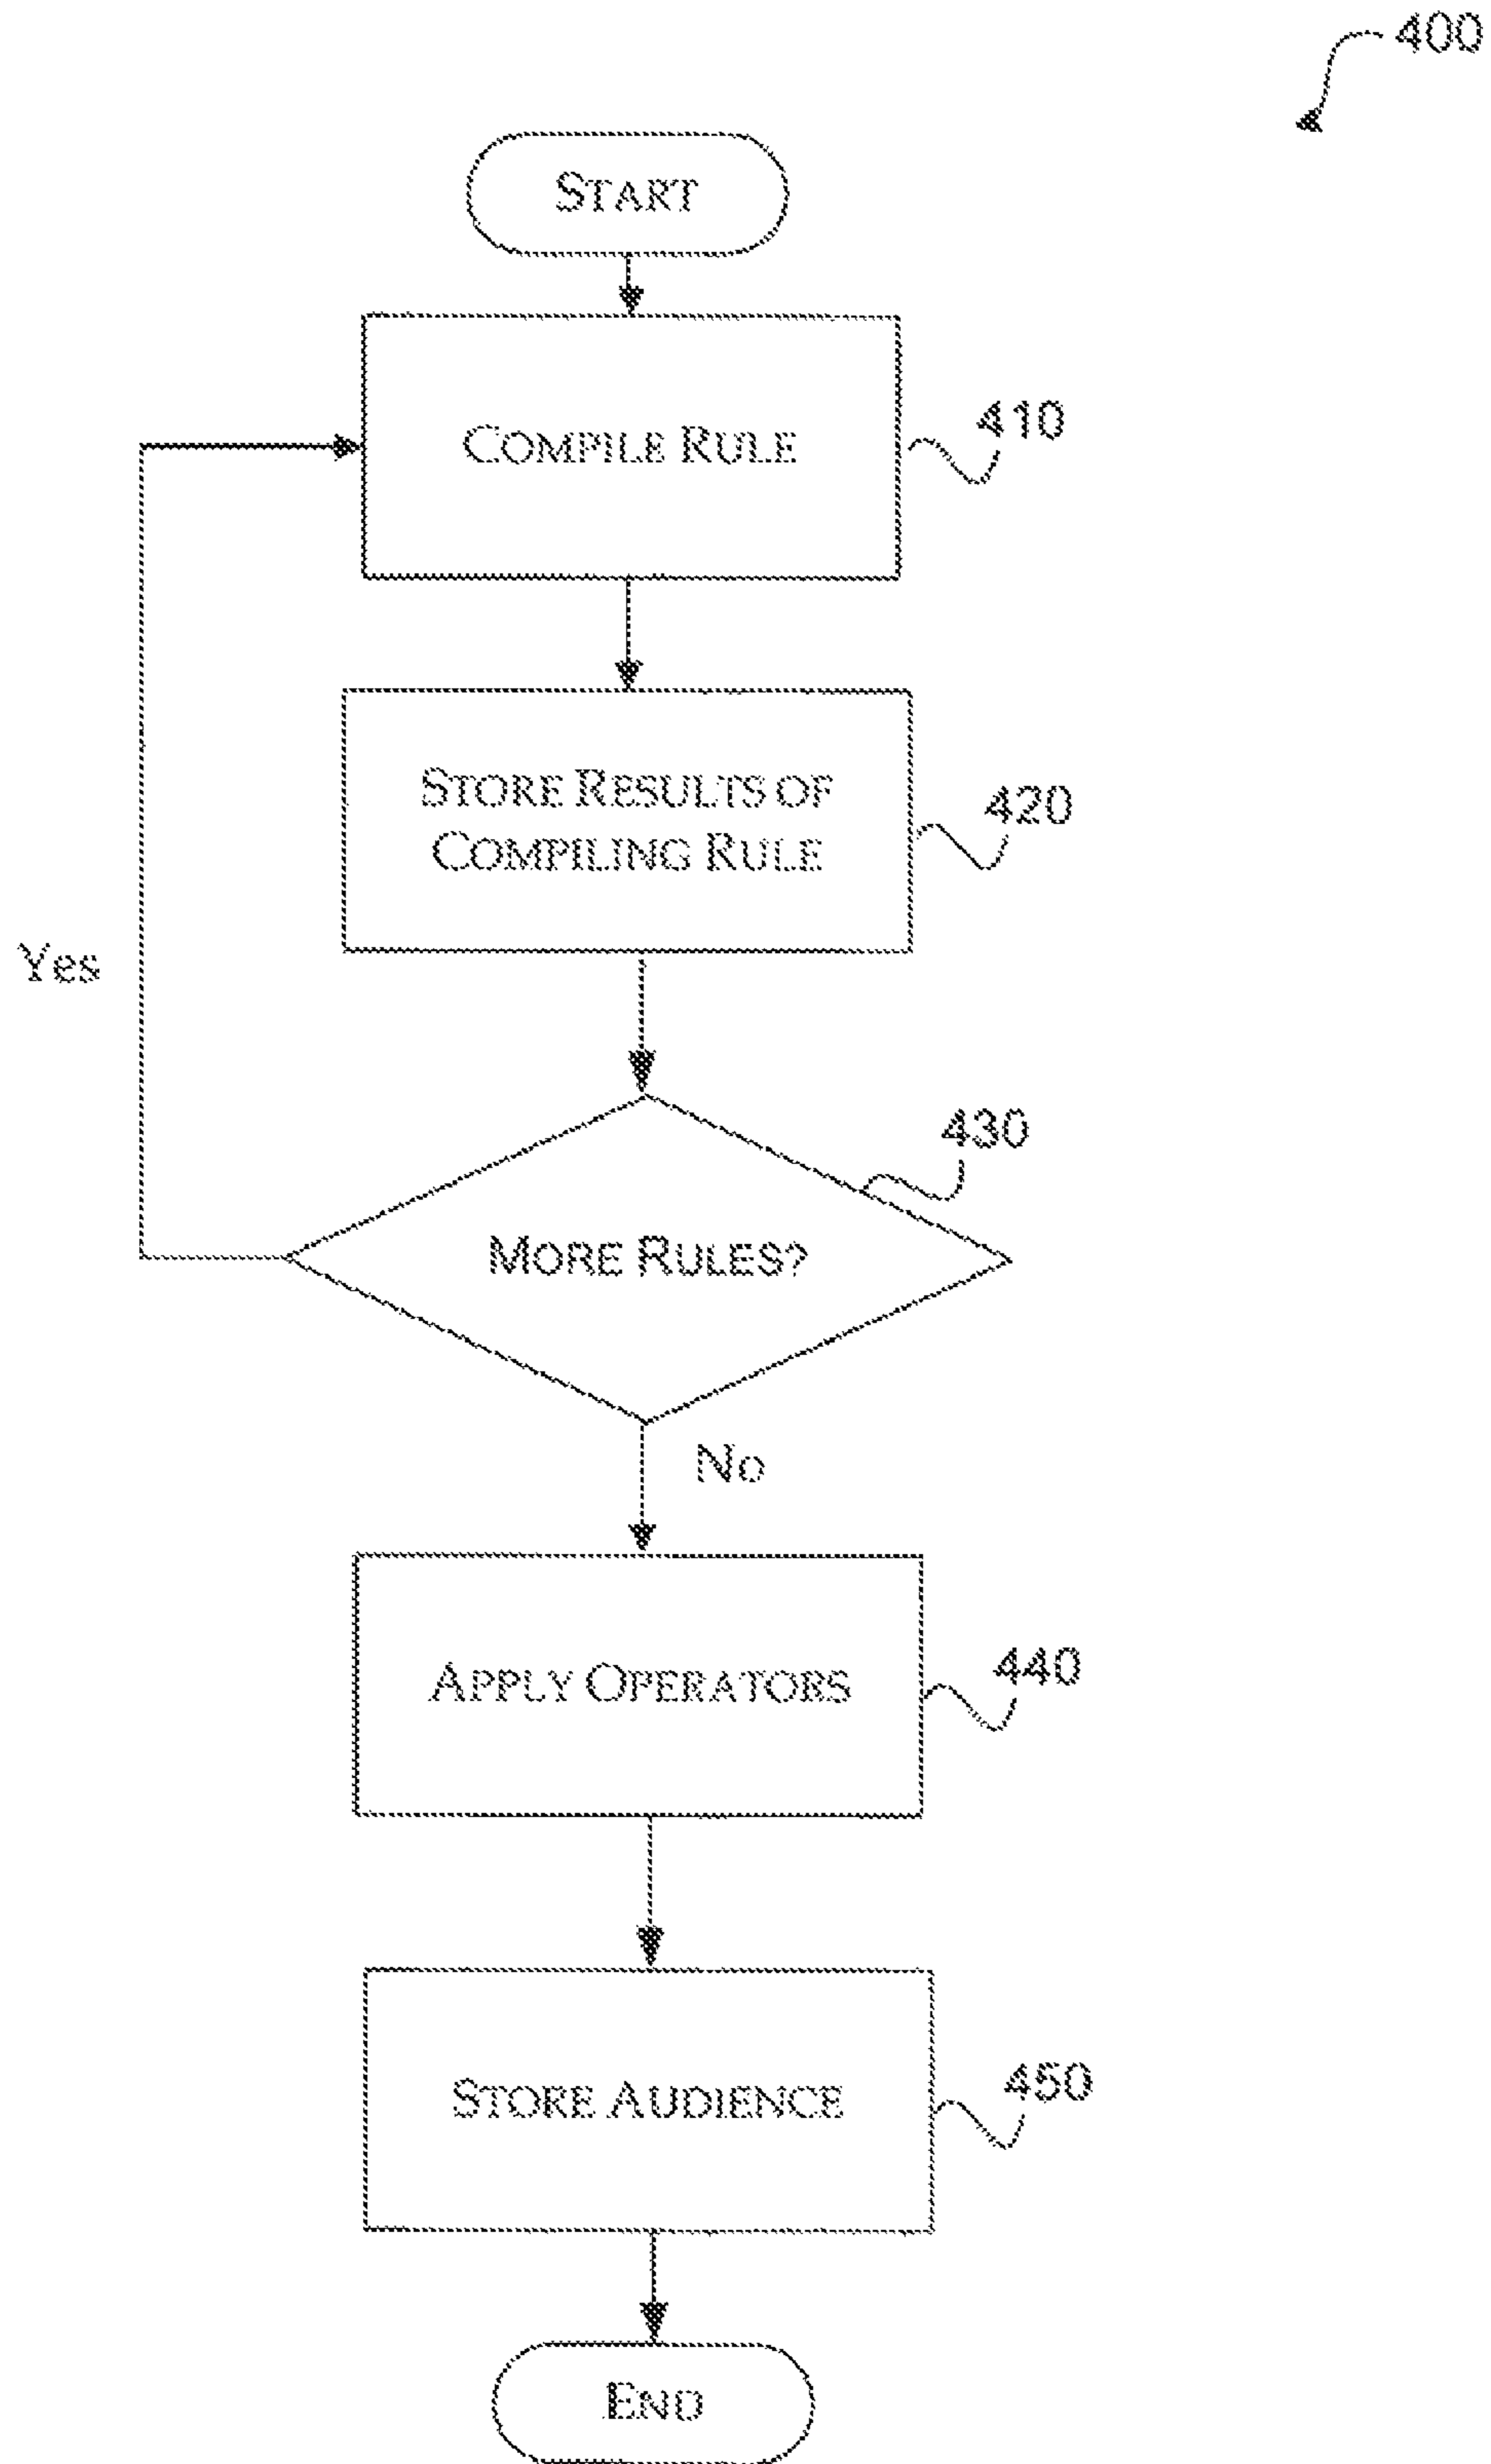 400
START
COMPILE RULE
410
STORE RESULTS OF
COMPILING RULE
420
Yes
430
MORE RULES?
No
APPLY OPERATORS
440
STORE AUDIENCE
450
END